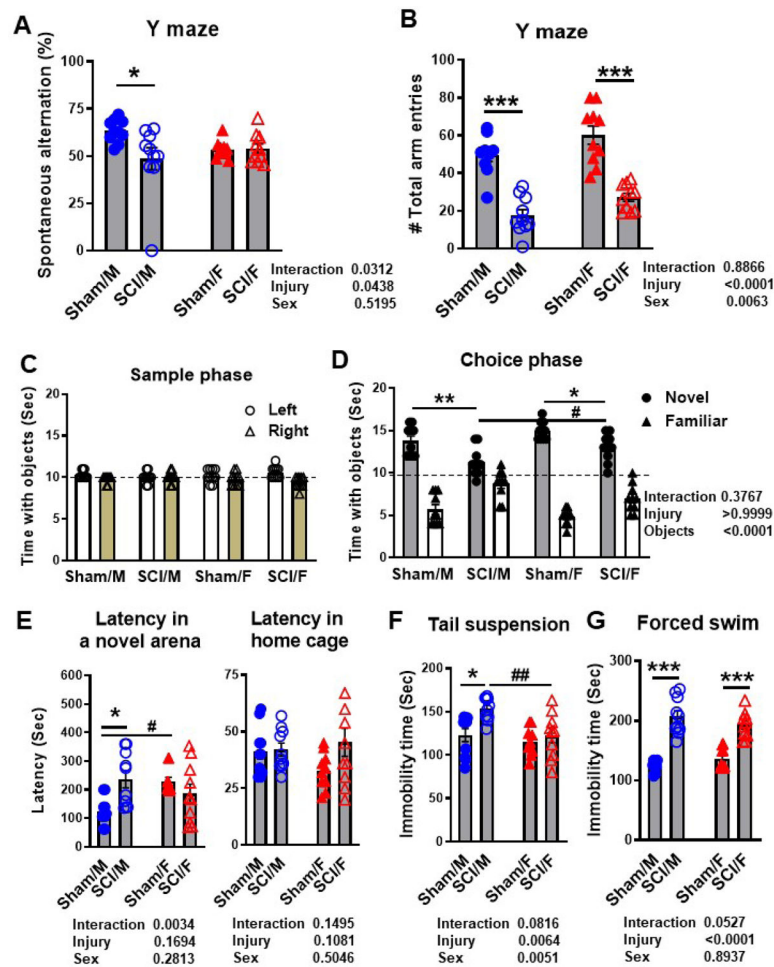 A
Y maze
Spontaneous alternation (%)
100
75
50
25
0
*
Sham/M
SCI/M
Sham/F
SCI/F
Interaction 0.0312
Injury 0.0438
Sex 0.5195
B
Y maze
# Total arm entries
100
80
60
40
20
0
***
***
Sham/M
SCI/M
Sham/F
SCI/F
Interaction 0.8866
Injury <0.0001
Sex 0.0063
C
Sample phase
Time with objects (Sec)
20
15
10
5
0
Left
Right
Sham/M SCI/M Sham/F SCI/F
D
Choice phase
Time with objects (Sec)
20
15
10
5
0
**
*
#
Novel
Familiar
Interaction 0.3767
Injury >0.9999
Objects <0.0001
Sham/M SCI/M Sham/F SCI/F
E
Latency in
a novel arena
Latency (Sec)
600
500
400
300
200
100
0
*
#
Sham/M
SCI/M
Sham/F
SCI/F
Interaction 0.0034
Injury 0.1694
Sex 0.2813
Latency in
home cage
75
50
25
0
Sham/M
SCI/M
Sham/F
SCI/F
Interaction 0.1495
Injury 0.1081
Sex 0.5046
F
Tail suspension
Immobility time (Sec)
200
150
100
50
0
*
##
Sham/M
SCI/M
Sham/F
SCI/F
Interaction 0.0816
Injury 0.0064
Sex 0.0051
G
Forced swim
Immobility time (Sec)
300
200
100
0
***
***
Sham/M
SCI/M
Sham/F
SCI/F
Interaction 0.0527
Injury <0.0001
Sex 0.8937